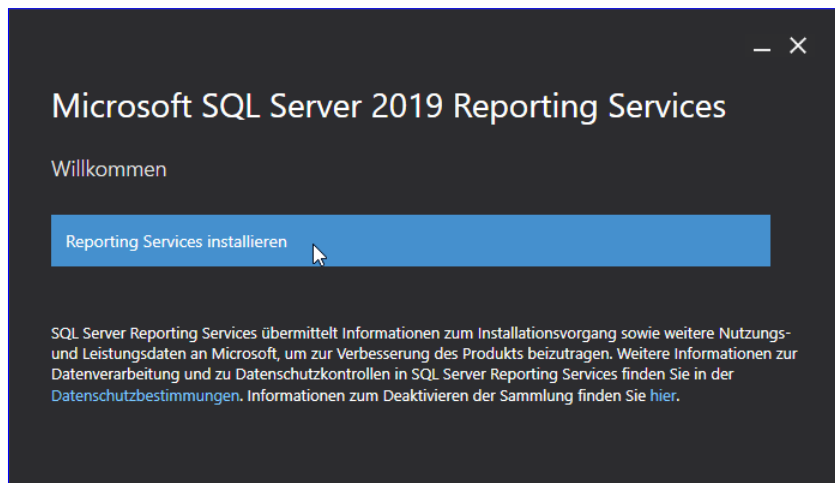 Microsoft SQL Server 2019 Reporting Services
Willkommen
Reporting Services installieren
SQL Server Reporting Services übermittelt Informationen zum Installationsvorgang sowie weitere Nutzungs-
und Leistungsdaten an Microsoft, um zur Verbesserung des Produkts beizutragen. Weitere Informationen zur
Datenverarbeitung und zu Datenschutzkontrollen in SQL Server Reporting Services finden Sie in der
Datenschutzbestimmungen. Informationen zum Deaktivieren der Sammlung finden Sie hier.